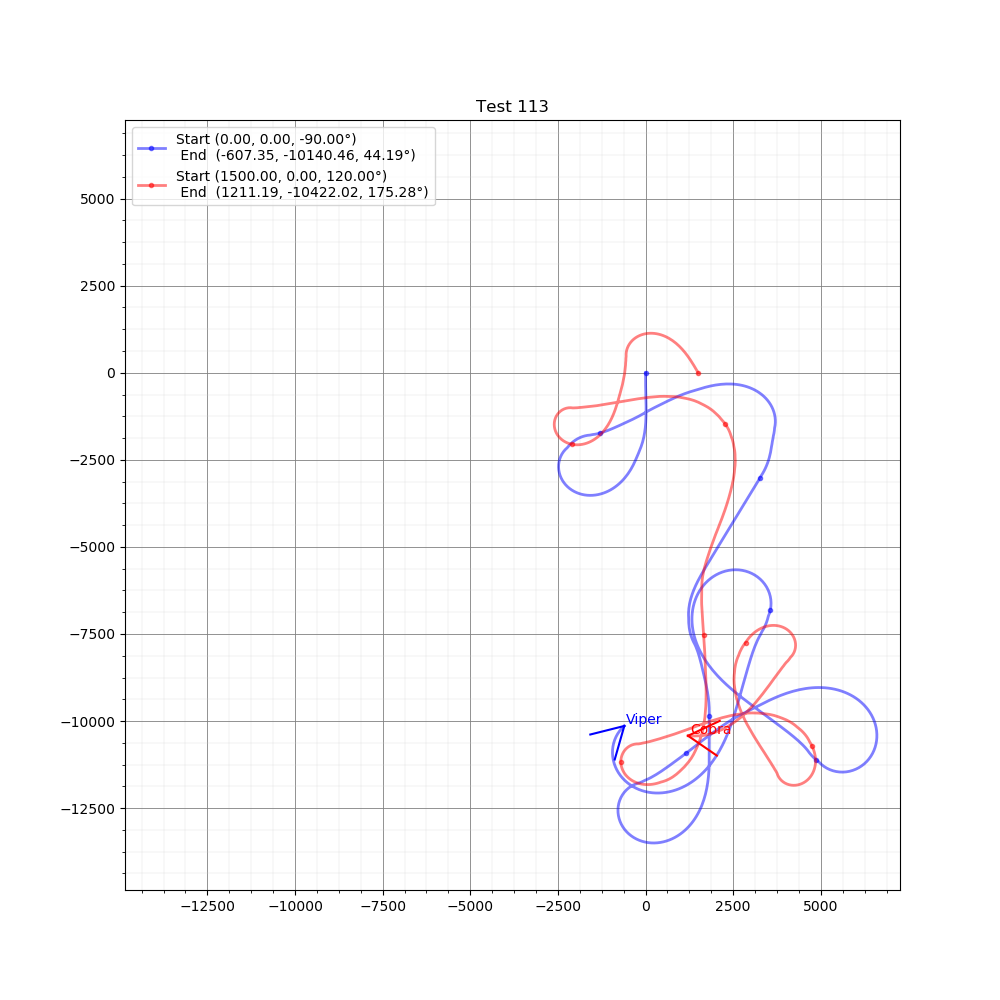 Test 113
Start (0.00, 0.00, -90.00°)
End (-607.35, -10140.46, 44.19°)
Start (1500.00, 0.00, 120.00°)
End (1211.19, -10422.02, 175.28°)
5000
2500
0
−2500
−5000
−7500
−10000
−12500
Viper
Cobra
−12500 −10000 −7500 −5000 −2500 0 2500 5000